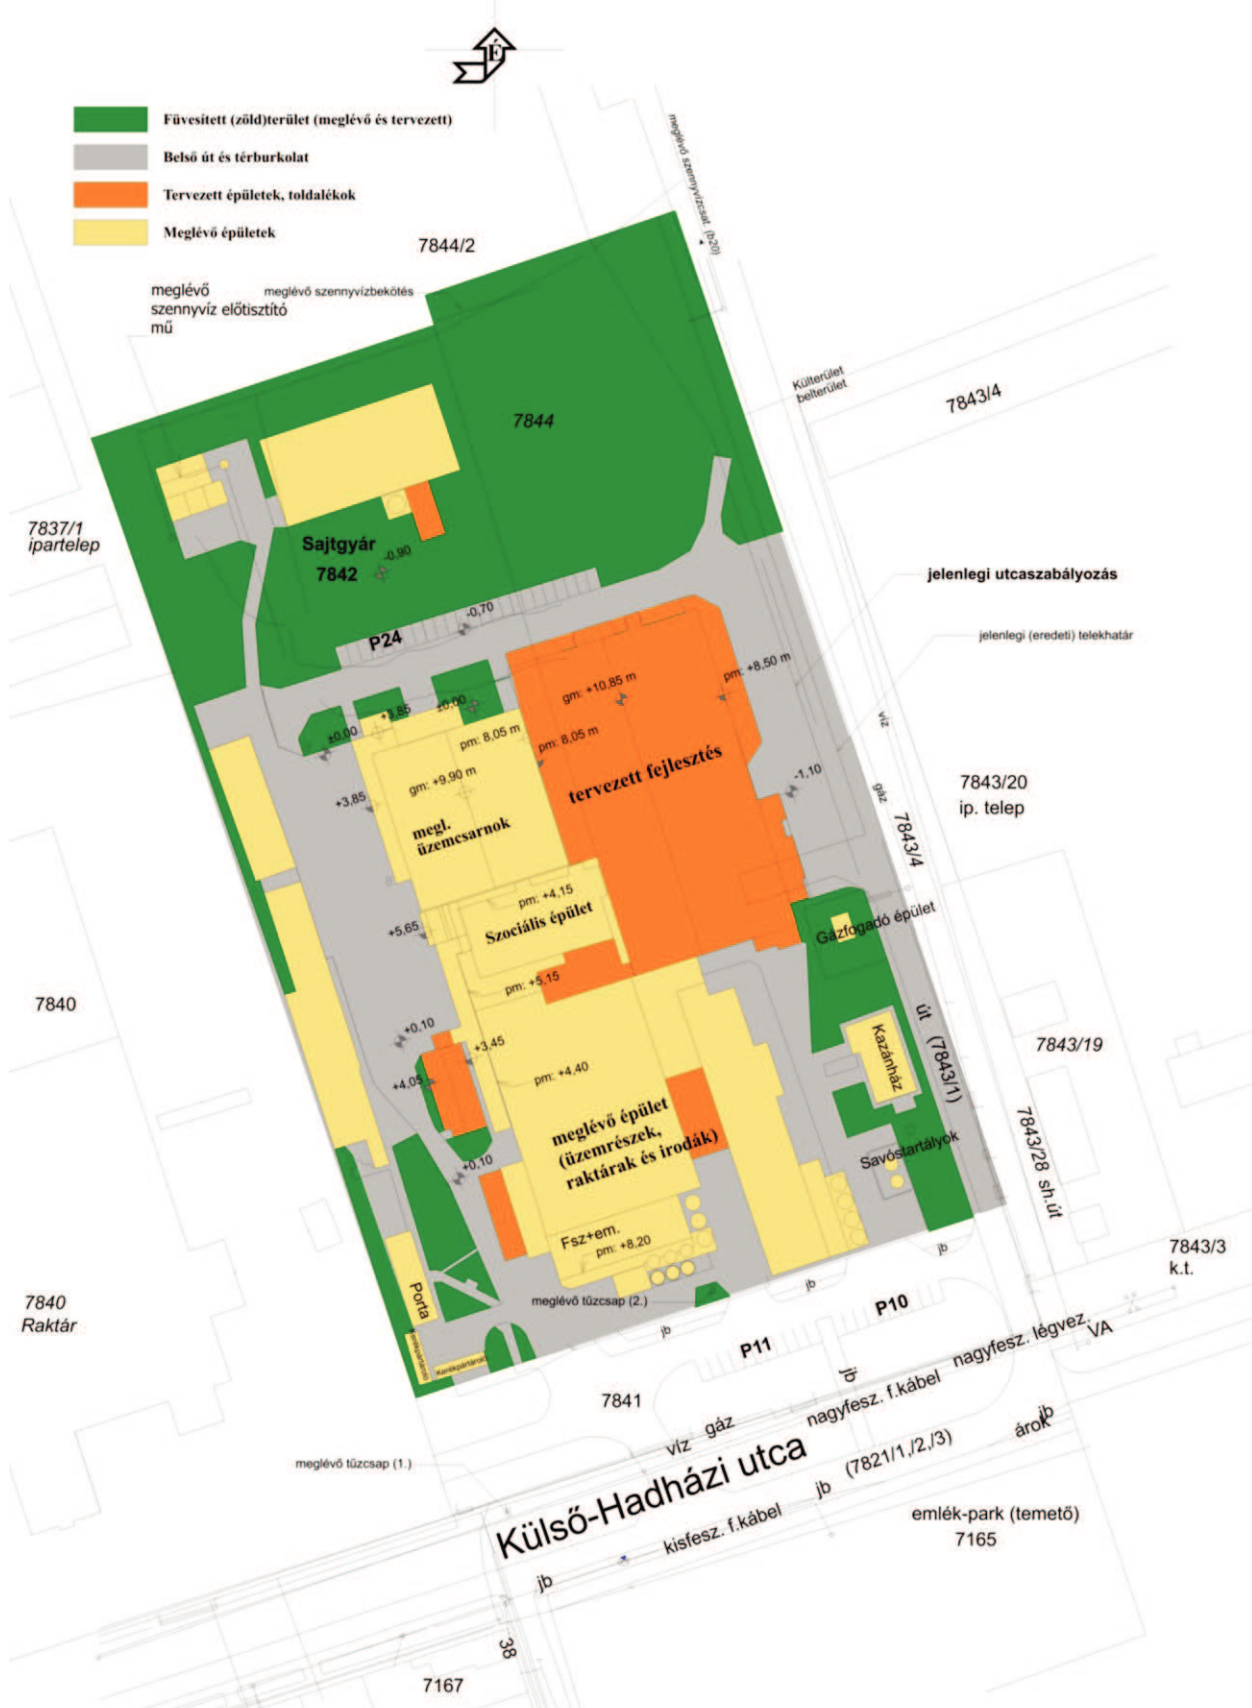 É
Füvesített (zöld)terület (meglévő és tervezett)
Belső út és térburkolat
Tervezett épületek, toldalékok
Meglévő épületek
meglévő szennyvízcsat. (b20)
7844/2
meglévő
szennyvíz előtisztító
mű
meglévő szennyvízbekötés
Külterület
belterület
7843/4
7844
7837/1
ipartelep
Sajtgyár
7842
-0,90
jelenlegi utcaszabályozás
-0,70
P24
jelenlegi (eredeti) telekhatár
pm: +8,50 m
gm: +10,85 m
+3,85
±0,00
±0,00
pm: 8,05 m
pm: 8,05 m
víz
tervezett fejlesztés
gm: +9,90 m
-1,10
gáz
7843/20
ip. telep
+3,85
megl.
üzemcsarnok
7843/4
pm: +4,15
Szociális épület
+5,65
Gázfogadó épület
pm: +5,15
7840
+0,10
+3,45
út (7843/1)
Kazánház
7843/19
+4,05
pm: +4,40
meglévő épület
(üzemrészek,
raktárak és irodák)
+0,10
Savóstartályok
7843/28 sh.út
Fsz+em.
pm: +8,20
7843/3
k.t.
7840
Raktár
Porta
meglévő tűzcsap (2.)
jb
jb
jb
P10
P11
Kerékpártároló
Kerékpártároló
nagyfesz. légvez.
VA
7841
jb
nagyfesz. f.kábel
víz
gáz
jb
árok
meglévő tűzcsap (1.)
Külső-Hadházi utca
(7821/1,/2,/3)
jb
kisfesz. f.kábel
jb
emlék-park (temető)
7165
38
7167